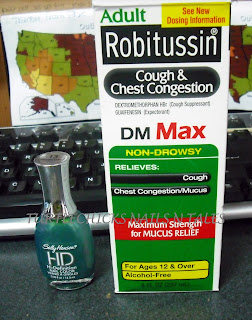 Adult
See New
Dosing Information
Robitussin®
Cough &
Chest Congestion
DEXTROMETHORPHAN HBr (Cough Suppressant)
GUAIFENESIN (Expectorant)
DM Max
NON-DROWSY
RELIEVES:
Cough
Chest Congestion/Mucus
Maximum Strength
for MUCUS RELIEF
For Ages 12 & Over
Alcohol-Free
Sally Hansen
HD
Hi-Definition